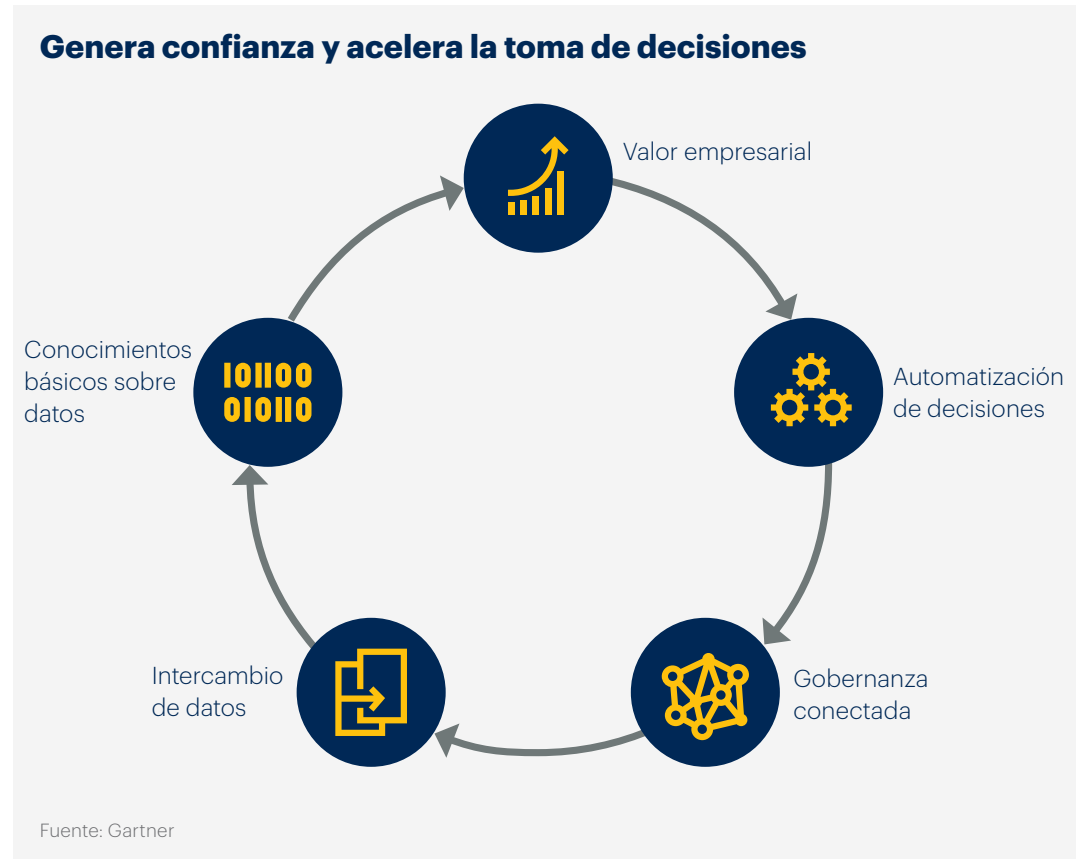 Genera confianza y acelera la toma de decisiones
Valor empresarial
Automatización
de decisiones
Gobernanza
conectada
Intercambio
de datos
Conocimientos
básicos sobre
datos
101100
010110
Fuente: Gartner